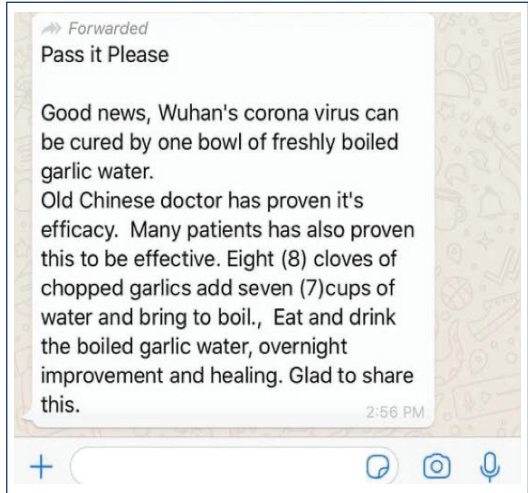 Forwarded
Pass it Please
Good news, Wuhan's corona virus can
be cured by one bowl of freshly boiled
garlic water.
Old Chinese doctor has proven it's
efficacy.  Many patients has also proven
this to be effective. Eight (8) cloves of
chopped garlics add seven (7)cups of
water and bring to boil.,  Eat and drink
the boiled garlic water, overnight
improvement and healing. Glad to share
this.
2:56 PM